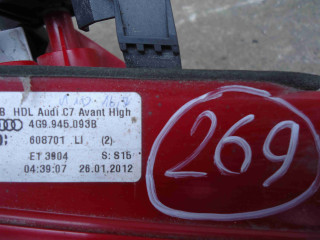 B HDL Audi C7 Avant High
4G9.945.093B
608701 LI (2)
ET 3904 S: S15
04:39:07 26.01.2012
269